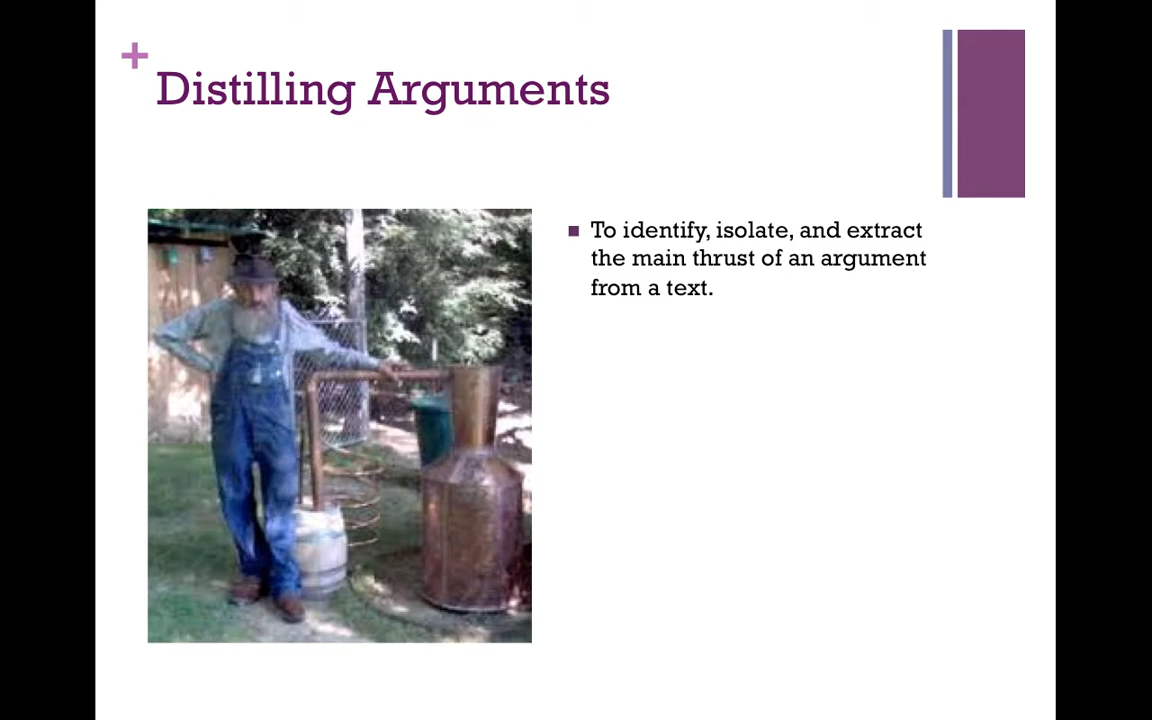 +
Distilling Arguments
To identify, isolate, and extract
the main thrust of an argument
from a text.